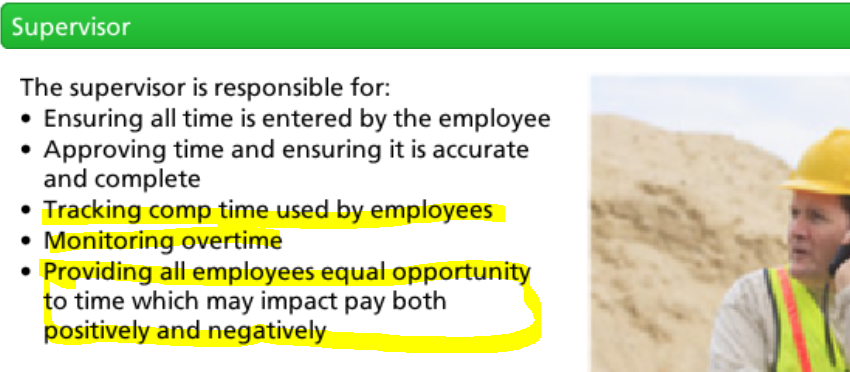 Supervisor
The supervisor is responsible for:
• Ensuring all time is entered by the employee
• Approving time and ensuring it is accurate
and complete
• Tracking comp time used by employees
• Monitoring overtime
• Providing all employees equal opportunity
to time which may impact pay both
positively and negatively